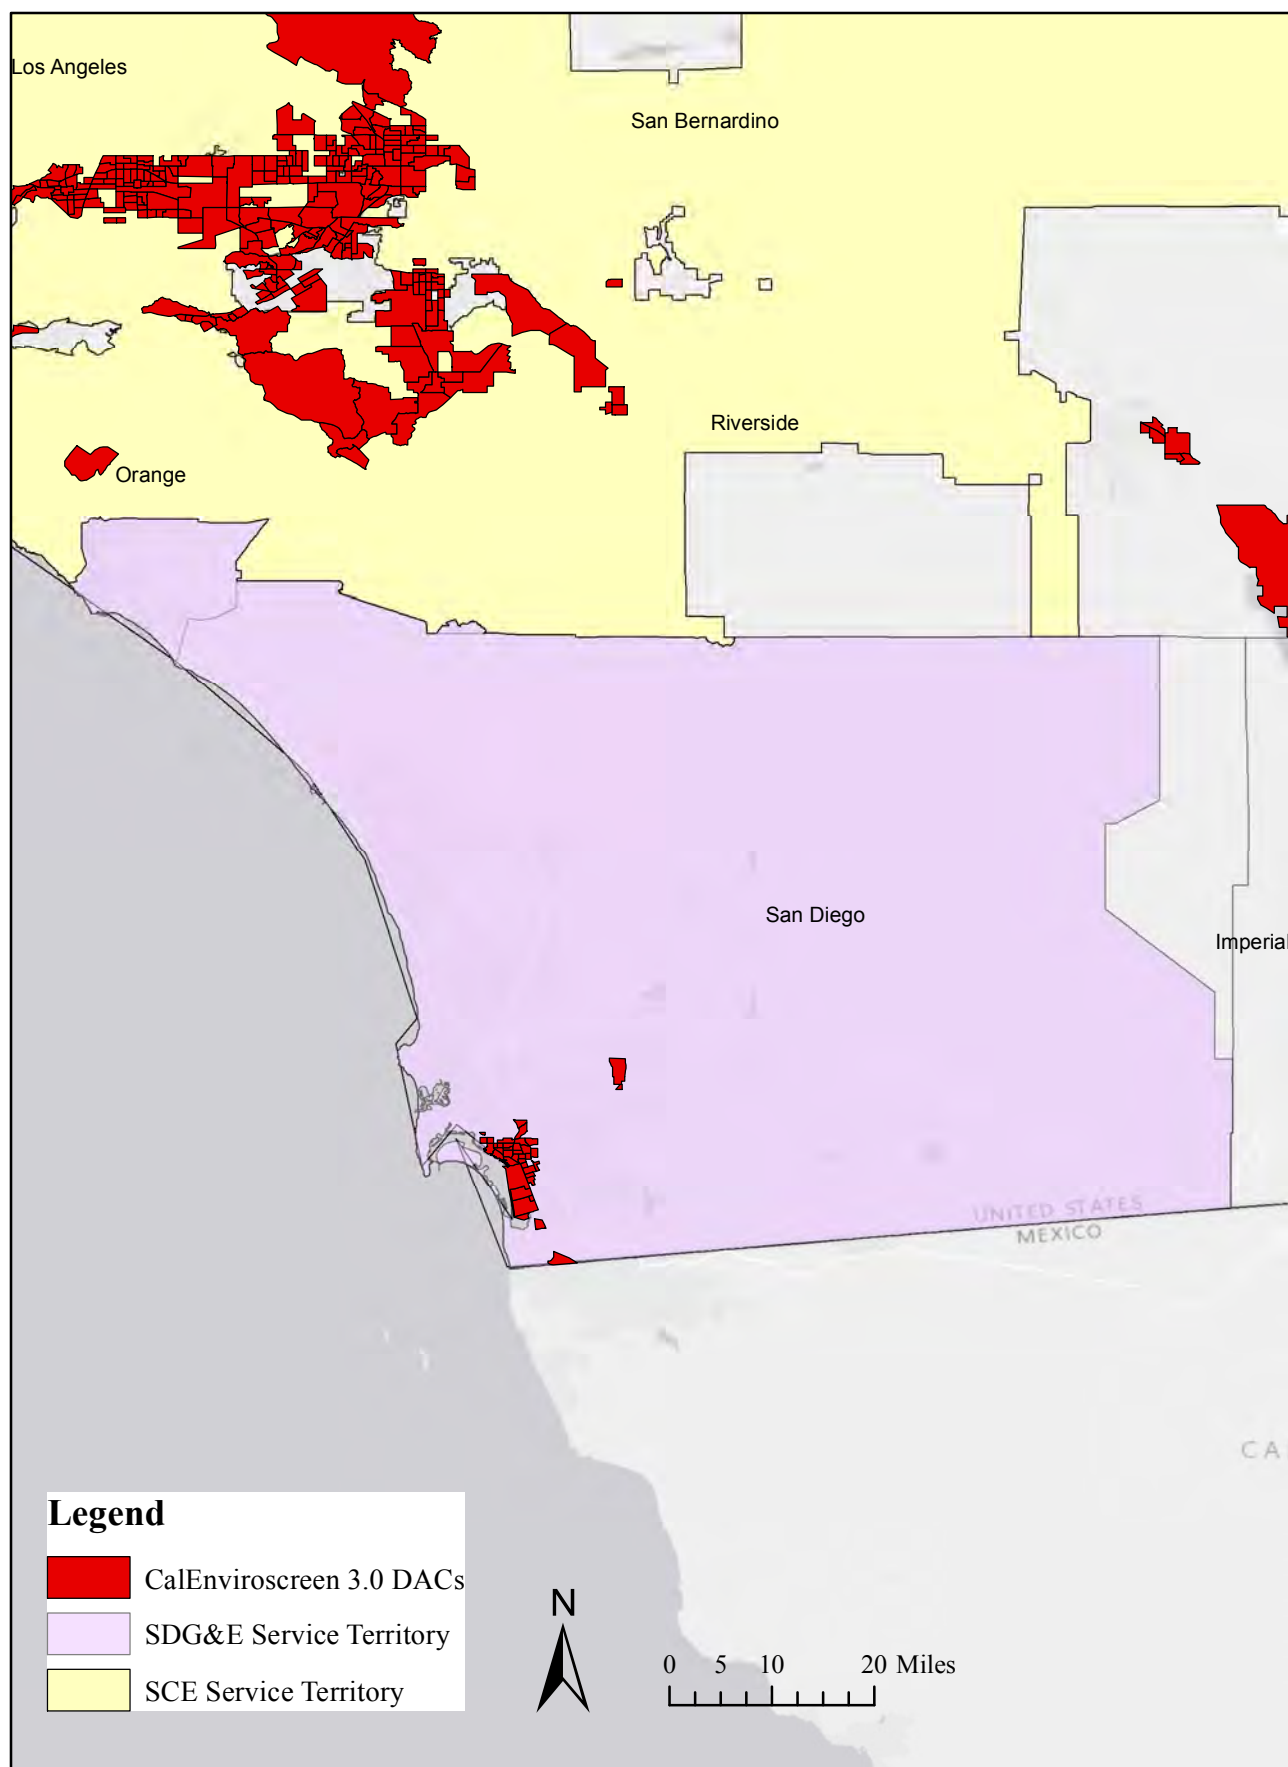 Los Angeles
San Bernardino
Riverside
Orange
San Diego
Imperial
UNITED STATES
MEXICO
CA
Legend
CalEnviroscreen 3.0 DACs
SDG&E Service Territory
SCE Service Territory
N
0 5 10 20 Miles